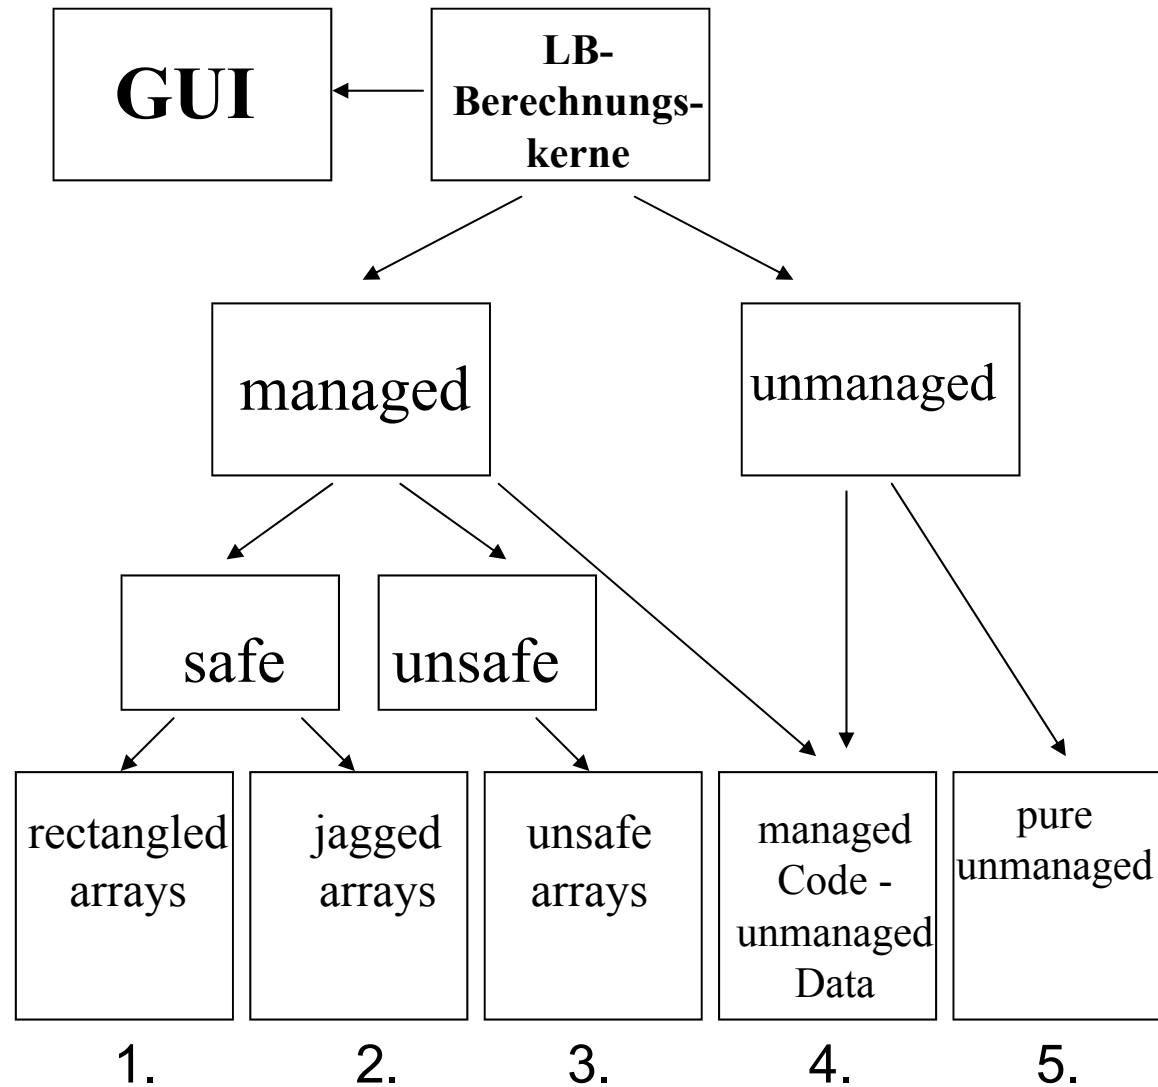 GUI
LB-
Berechnungs-
kerne
managed
unmanaged
safe
unsafe
rectangled
arrays
jagged
arrays
unsafe
arrays
managed
Code -
unmanaged
Data
pure
unmanaged
1.
2.
3.
4.
5.